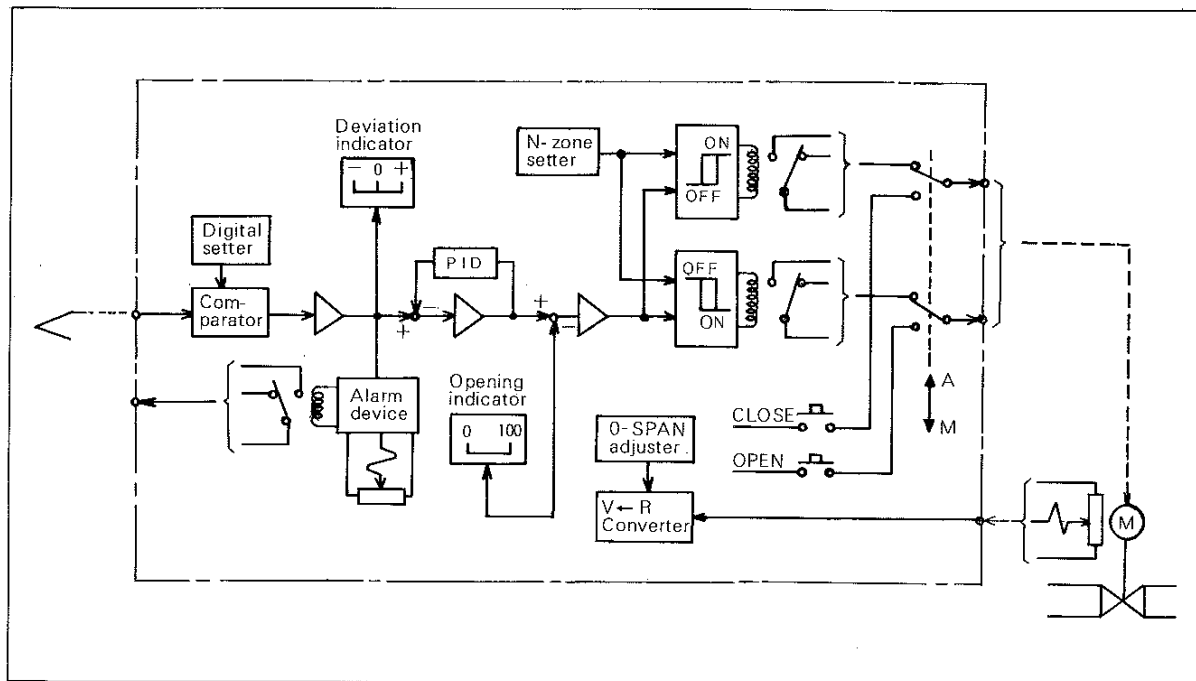 Deviation
indicator
− 0 +
N-zone
setter
ON
OFF
Digital
setter
PID
OFF
ON
Com-
parator
−
+
+
−
Alarm
device
Opening
indicator
0 100
A
M
CLOSE
OPEN
0-SPAN
adjuster.
V←R
Converter
M